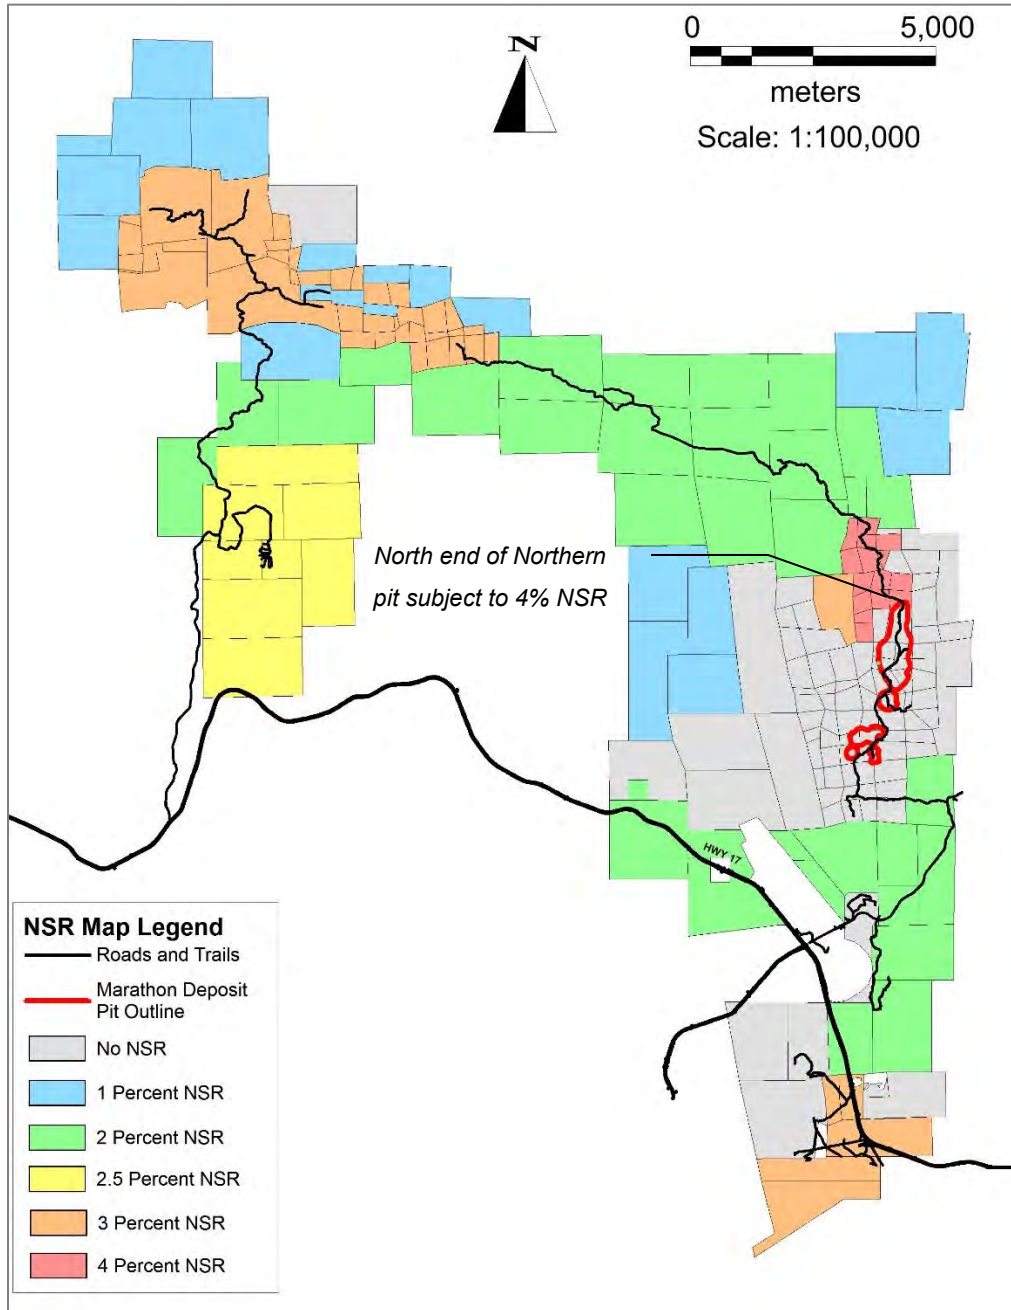 N
0 5,000
meters
Scale: 1:100,000
North end of Northern
pit subject to 4% NSR
HWY 17
NSR Map Legend
Roads and Trails
Marathon Deposit
Pit Outline
No NSR
1 Percent NSR
2 Percent NSR
2.5 Percent NSR
3 Percent NSR
4 Percent NSR